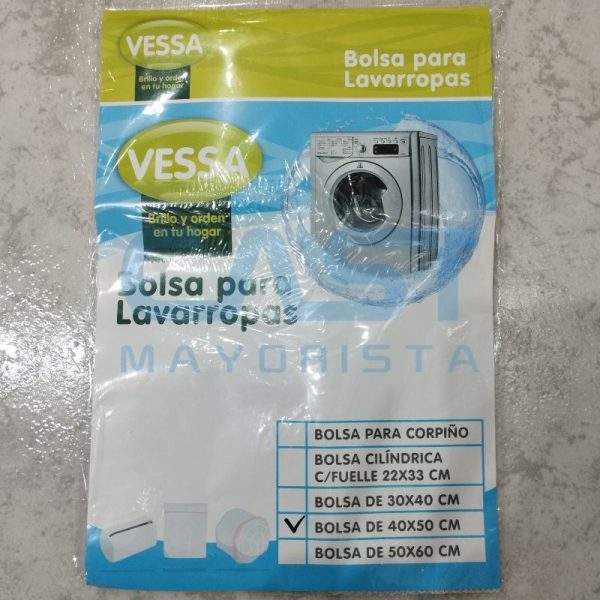 VESSA
Brillo y orden
en tu hogar
Bolsa para
Lavarropas
VESSA
Brillo y orden
en tu hogar
Bolsa para
Lavarropas
EAST
MAYORISTA
BOLSA PARA CORPIÑO
BOLSA CILÍNDRICA
C/FUELLE 22X33 CM
BOLSA DE 30X40 CM
BOLSA DE 40X50 CM
BOLSA DE 50X60 CM